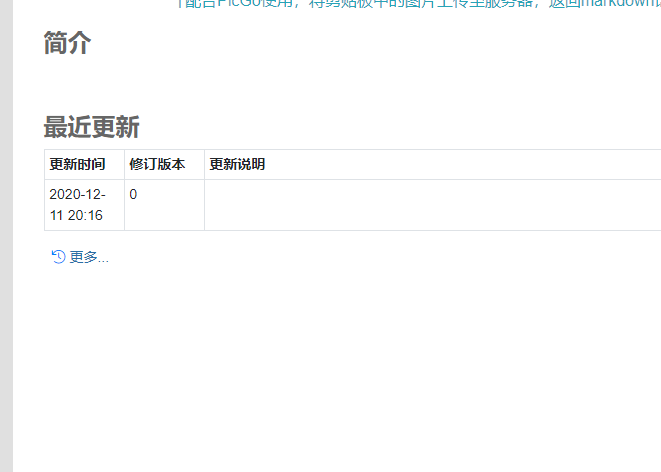 配合PicGo使用，将剪贴板中的图片上传至服务器，返回markdown
简介
最近更新
更新时间 修订版本 更新说明
2020-12- 0
11 20:16
更多...